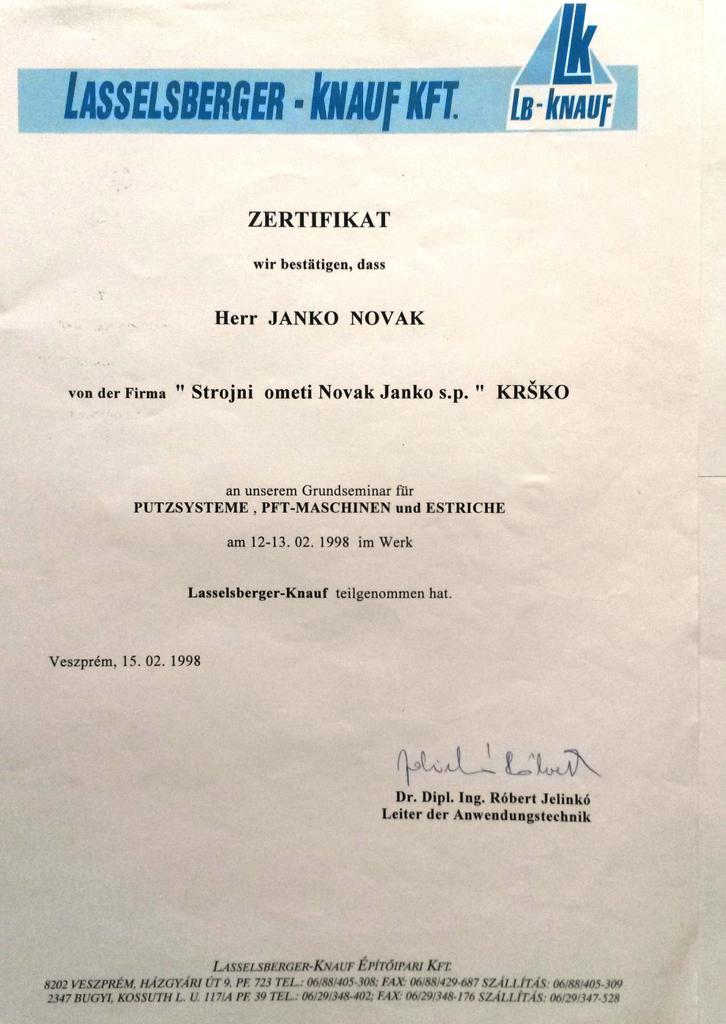 LASSELSBERGER - KNAUF KFT.
LK
LB-KNAUF
ZERTIFIKAT
wir bestätigen, dass
Herr JANKO NOVAK
von der Firma " Strojni ometi Novak Janko s.p. " KRŠKO
an unserem Grundseminar für
PUTZSYSTEME , PFT-MASCHINEN und ESTRICHE
am 12-13. 02. 1998 im Werk
Lasselsberger-Knauf teilgenommen hat.
Veszprém, 15. 02. 1998
Jelinkó Róbert
Dr. Dipl. Ing. Róbert Jelinkó
Leiter der Anwendungstechnik
LASSELSBERGER-KNAUF ÉPÍTŐIPARI KFT.
8202 VESZPRÉM, HÁZGYÁRI ÚT 9. PF. 723 TEL.: 06/88/405-308; FAX: 06/88/429-687 SZÁLLÍTÁS: 06/88/405-309
2347 BUGYI, KOSSUTH L. U. 117/A PF. 39 TEL.: 06/29/348-402; FAX: 06/29/348-176 SZÁLLÍTÁS: 06/29/347-528